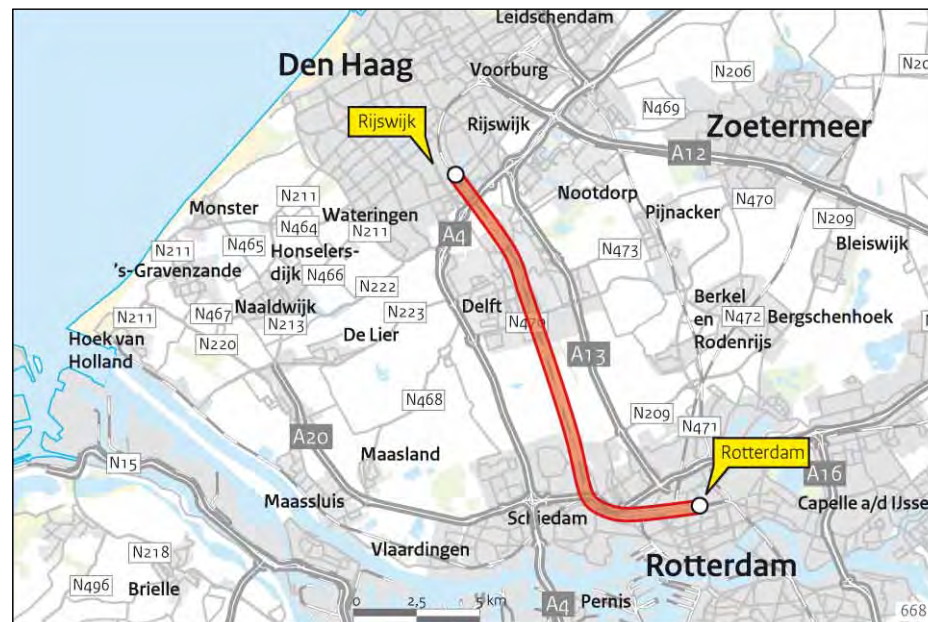 Leidschendam
Den Haag
Voorburg
N206
N20
N469
Rijswijk
Rijswijk
Zoetermeer
A12
Nootdorp
N470
N211
Monster
Wateringen
Pijnacker
N464
N211
N209
N211
N465
A4
Bleiswijk
Honselers-
dijk
N473
's-Gravenzande
N466
N222
Berkel
en
Rodenrijs
N211
N467
Naaldwijk
Delft
N472
Bergschenhoek
N213
N223
N470
Hoek van
Holland
N220
De Lier
A13
N468
N209
N471
A20
Rotterdam
Maasland
N15
A16
Maassluis
Schiedam
Capelle a/d IJsse
Vlaardingen
N218
Rotterdam
N496
Brielle
0 2,5 5 km
A4
Pernis
668